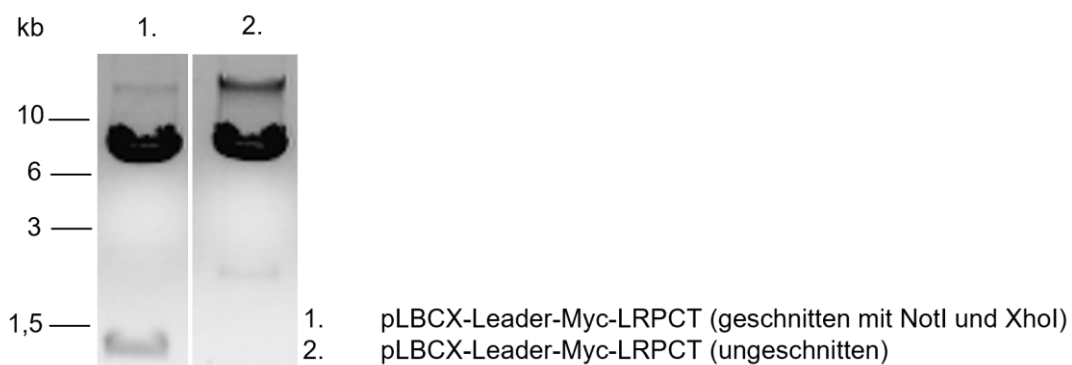 kb 1. 2.
10
6
3
1,5
1. pLBCX-Leader-Myc-LRPCT (geschnitten mit NotI und XhoI)
2. pLBCX-Leader-Myc-LRPCT (ungeschnitten)